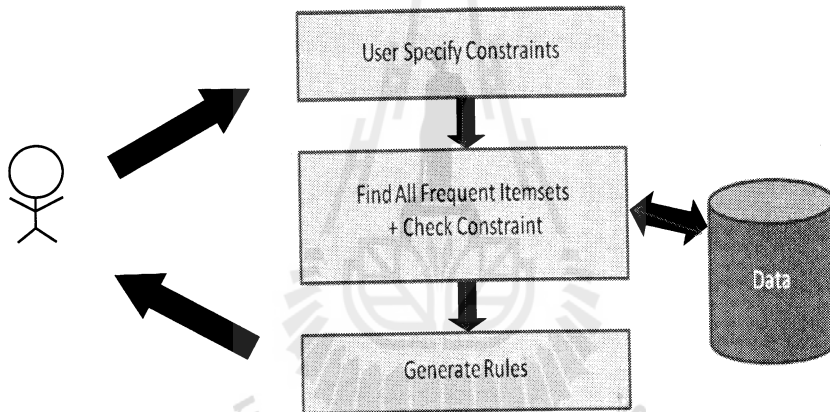 User Specify Constraints
Find All Frequent Itemsets
+ Check Constraint
Data
Generate Rules